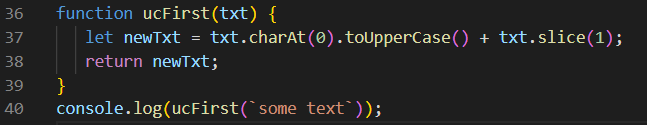 36 function ucFirst(txt) {
37    let newTxt = txt.charAt(0).toUpperCase() + txt.slice(1);
38    return newTxt;
39 }
40 console.log(ucFirst(`some text`));